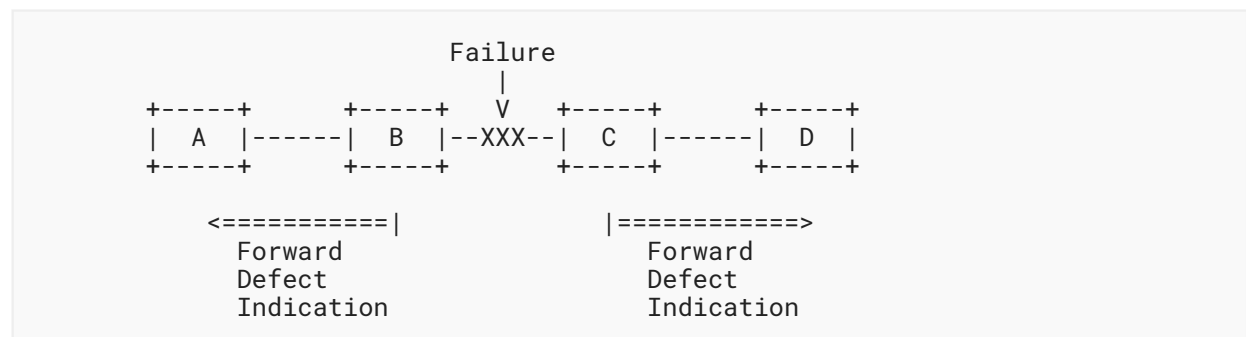 Failure
                       |
+-----+      +-----+   V   +-----+      +-----+
|  A  |------|  B  |--XXX--|  C  |------|  D  |
+-----+      +-----+       +-----+      +-----+

    <===========|             |============>
      Forward                    Forward
      Defect                     Defect
      Indication                 Indication